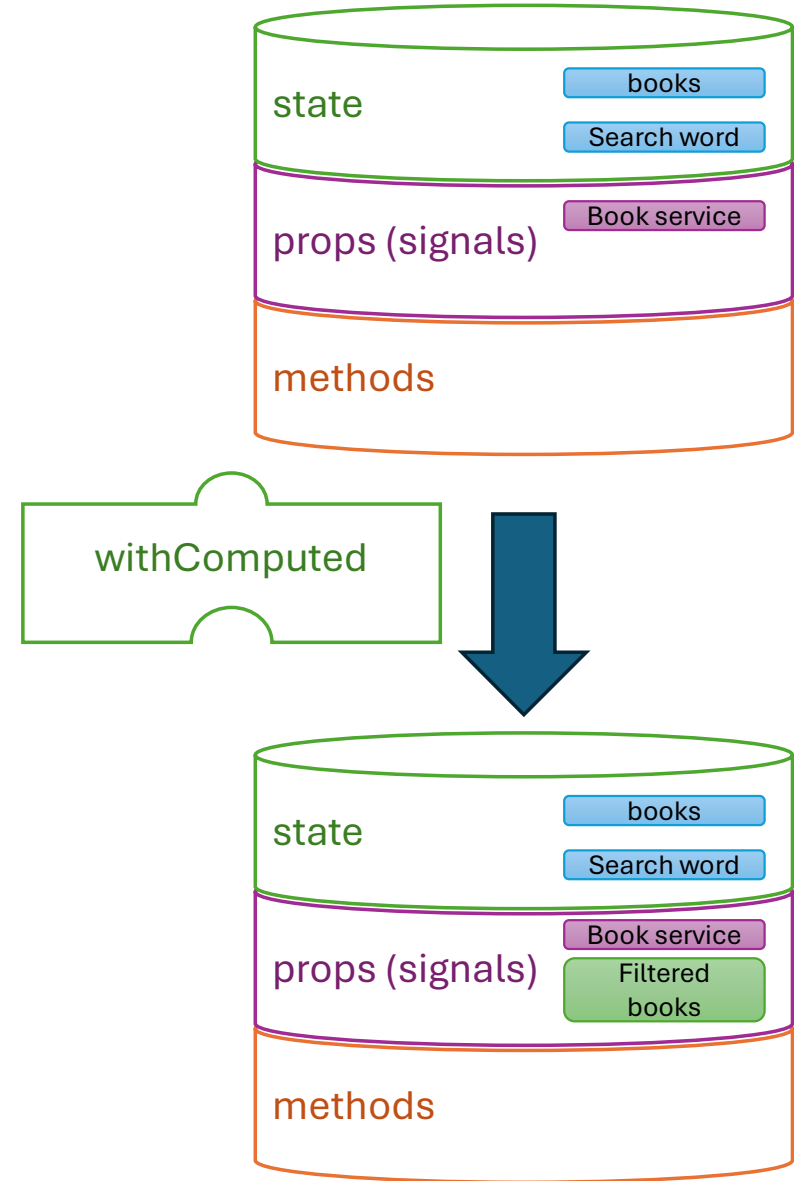 state
books
Search word
props (signals)
Book service
methods
withComputed
state
books
Search word
props (signals)
Book service
Filtered
books
methods